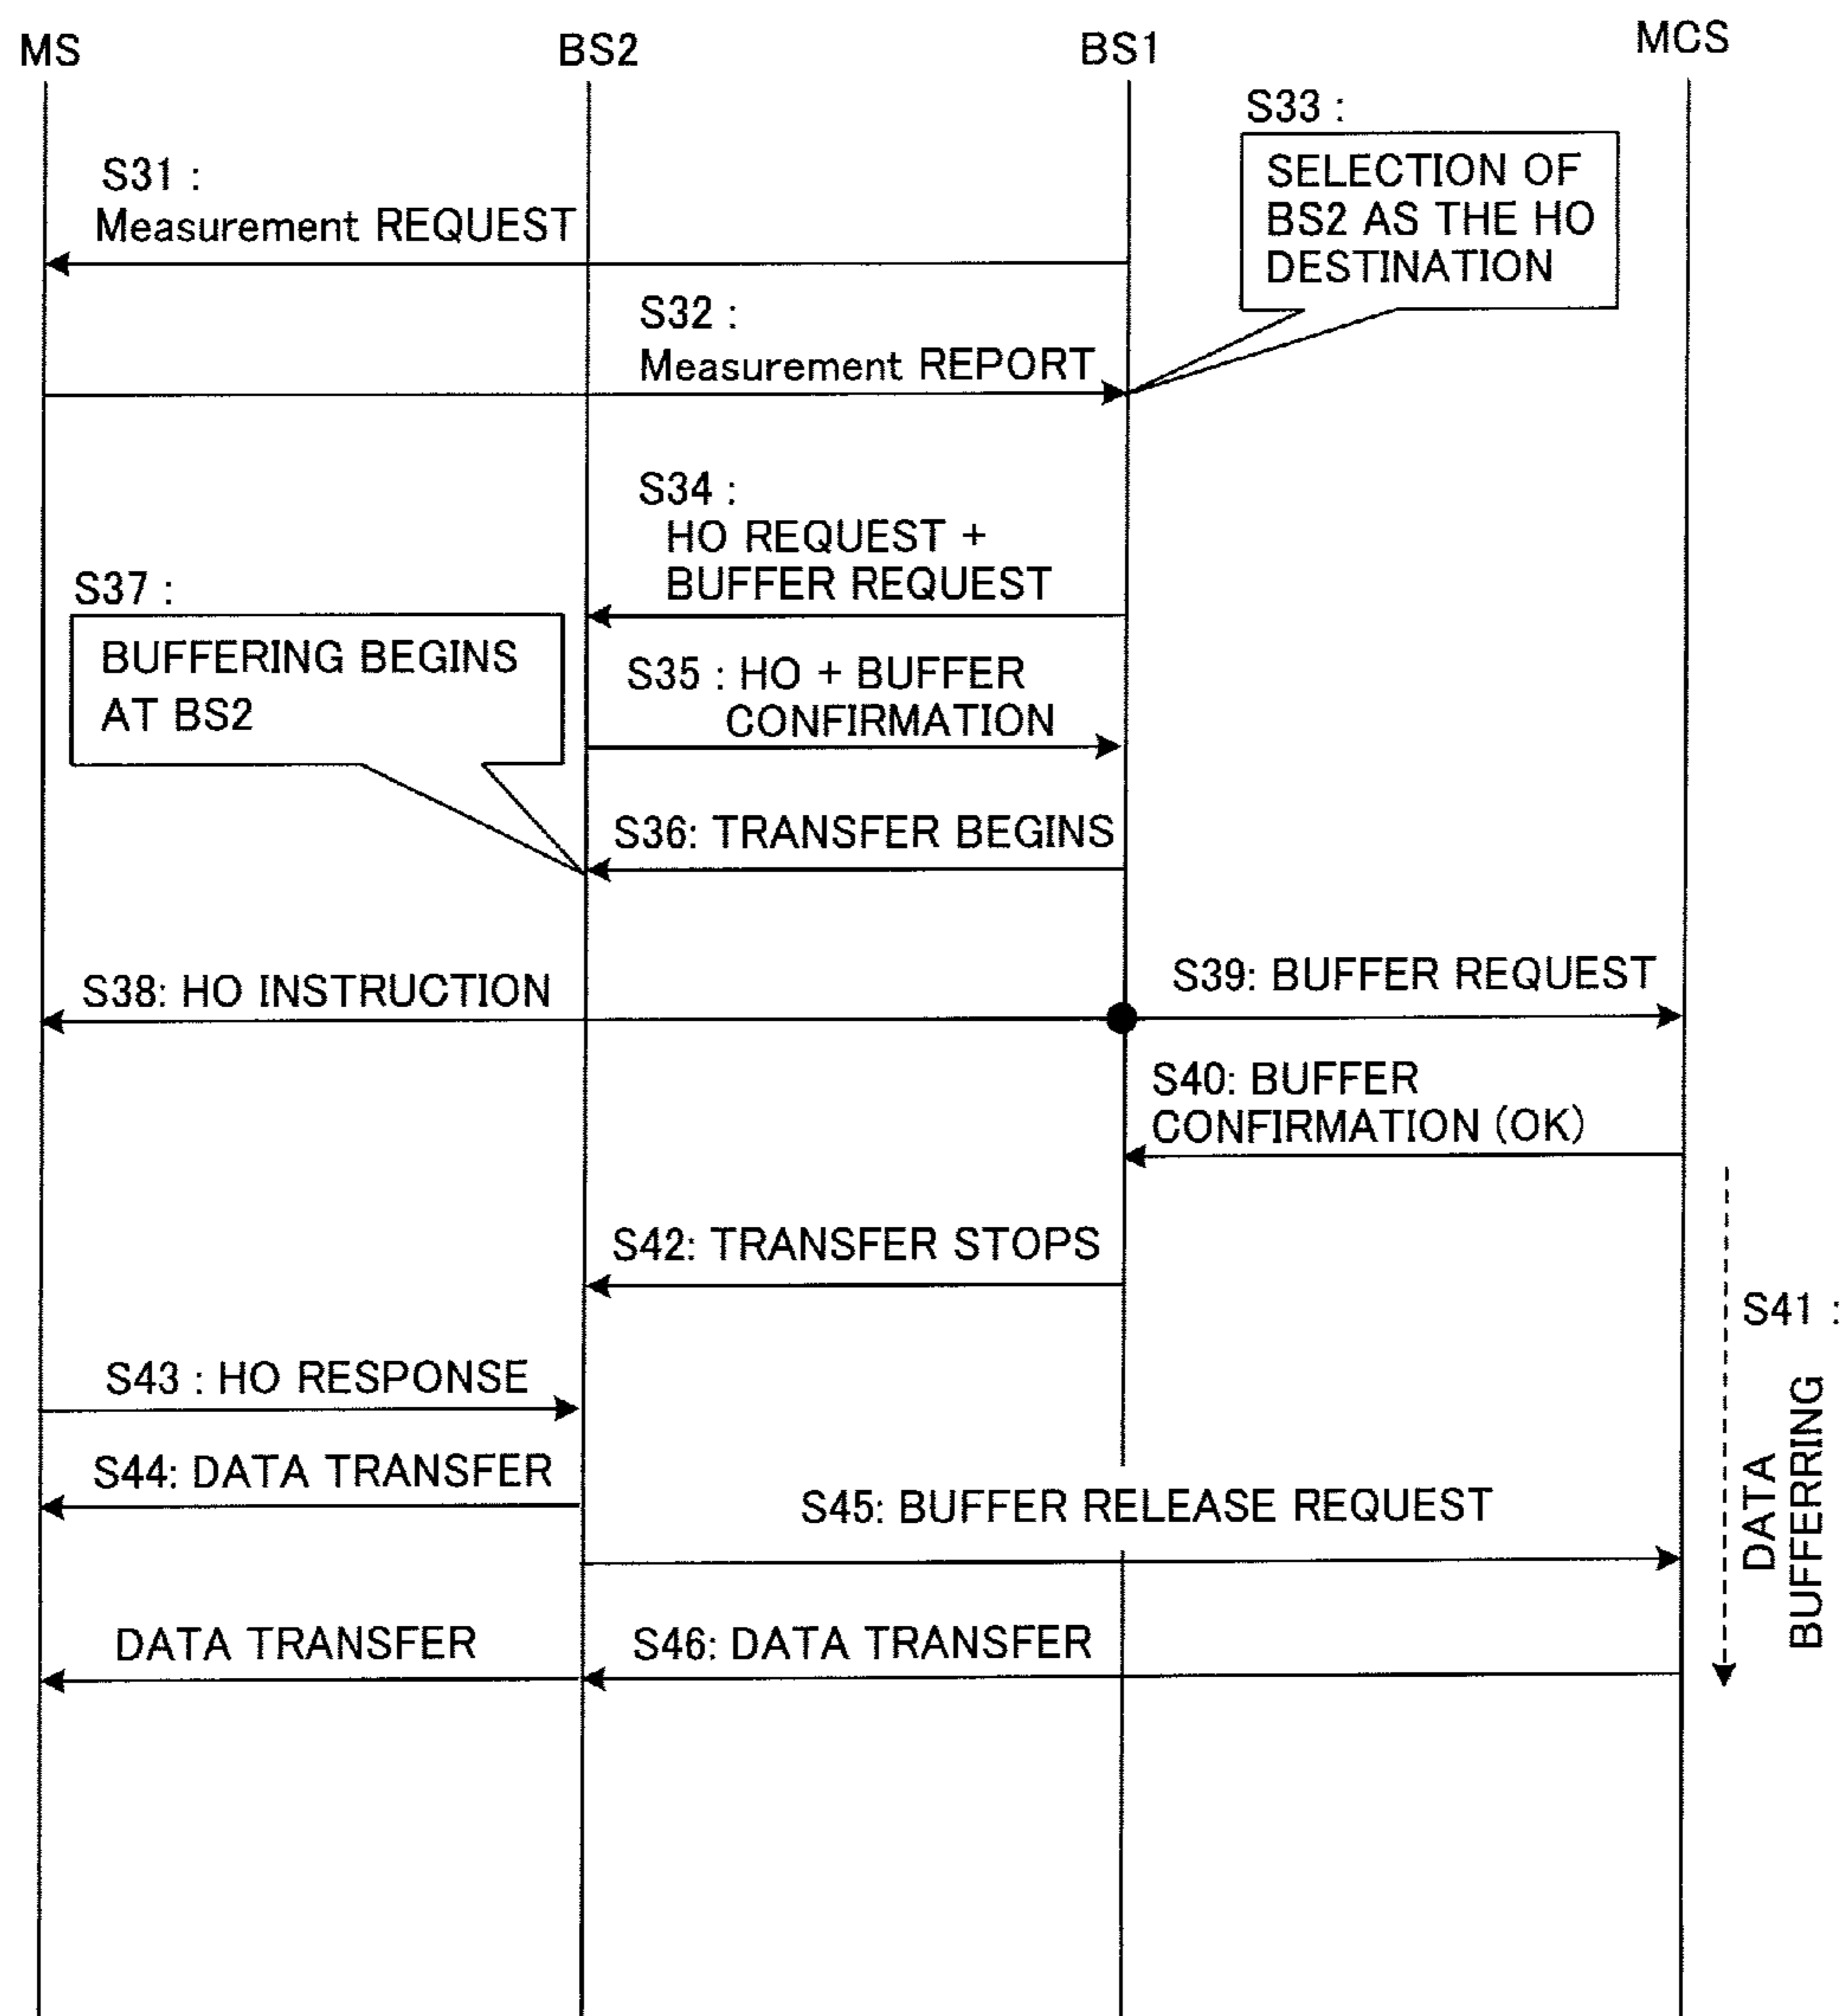 MS
BS2
BS1
MCS
S33 :
SELECTION OF
BS2 AS THE HO
DESTINATION
S31 :
Measurement REQUEST
S32 :
Measurement REPORT
S34 :
HO REQUEST +
BUFFER REQUEST
S37 :
BUFFERING BEGINS
AT BS2
S35 : HO + BUFFER
CONFIRMATION
S36: TRANSFER BEGINS
S38: HO INSTRUCTION
S39: BUFFER REQUEST
S40: BUFFER
CONFIRMATION (OK)
S42: TRANSFER STOPS
S41 :
DATA
BUFFERRING
S43 : HO RESPONSE
S44: DATA TRANSFER
S45: BUFFER RELEASE REQUEST
DATA TRANSFER
S46: DATA TRANSFER